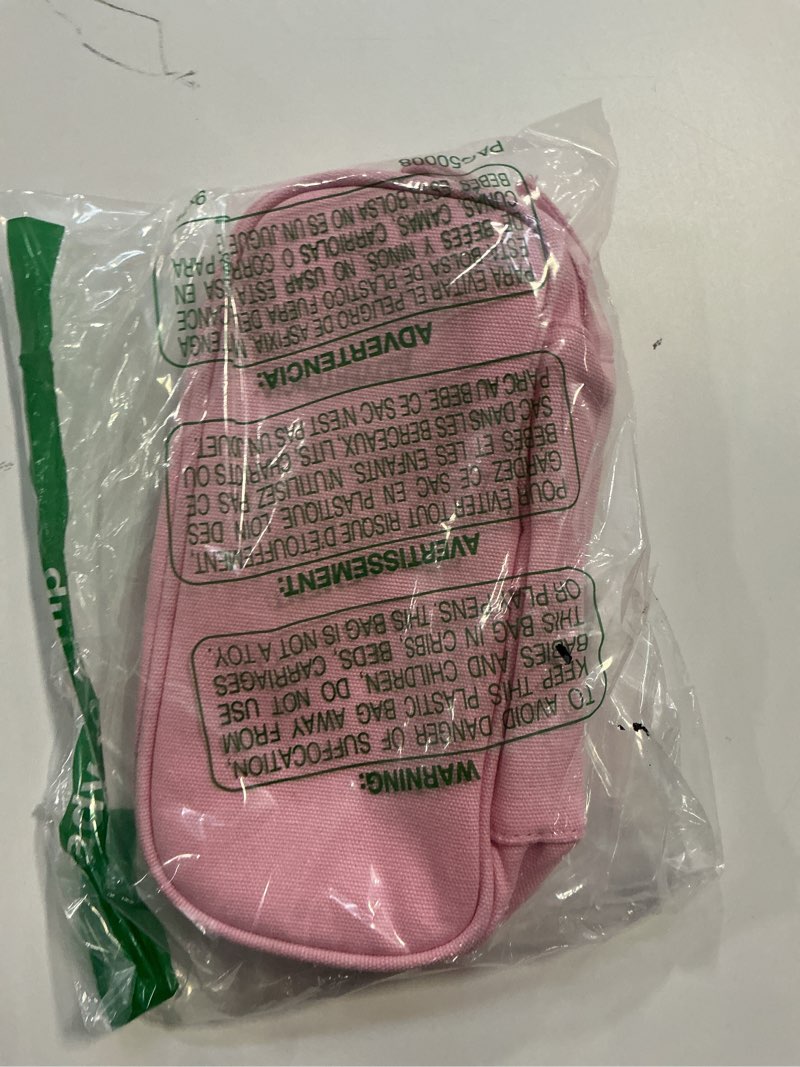 WARNING:
TO AVOID DANGER OF SUFFOCATION,
KEEP THIS PLASTIC BAG AWAY FROM
BABIES AND CHILDREN, DO NOT USE
THIS BAG IN CRIBS, BEDS, CARRIAGES
OR PLAY PENS. THIS BAG IS NOT A TOY.
AVERTISSEMENT:
POUR EVITER TOUT RISQUE D'ETOUFFEMENT,
GARDEZ CE SAC EN PLASTIQUE LOIN DES
BEBES ET LES ENFANTS, N'UTILISEZ PAS CE
SAC DANS LES BERCEAUX, LITS, CHARIOTS OU
PARC AU BEBE. CE SAC N'EST PAS UN JOUET.
ADVERTENCIA:
PARA EVITAR EL PELIGRO DE ASFIXIA, MANTENGA
ESTA BOLSA DE PLASTICO FUERA DEL ALCANCE
DE BEBES Y NINOS, NO USAR ESTA BOLSA EN
CUNAS, CAMAS, CARRIOLAS O PARA
BEBES. ESTA BOLSA NO ES UN JUGUETE